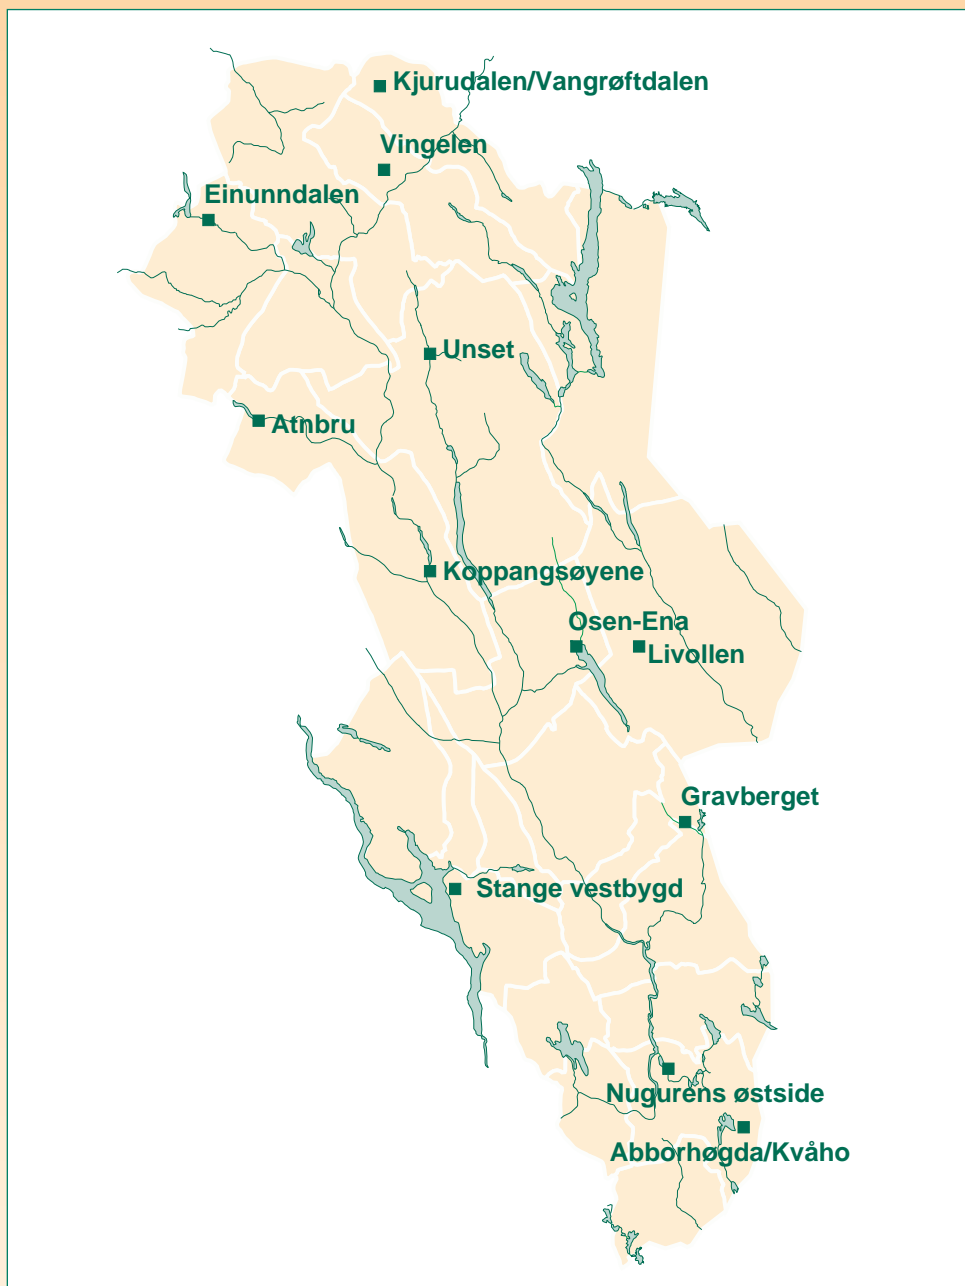 Kjurudalen/Vangrøftdalen
Vingelen
Einunndalen
Unset
Atnbru
Koppangsøyene
Osen-Ena
Livollen
Gravberget
Stange vestbygd
Nugurens østside
Abborhøgda/Kvåho